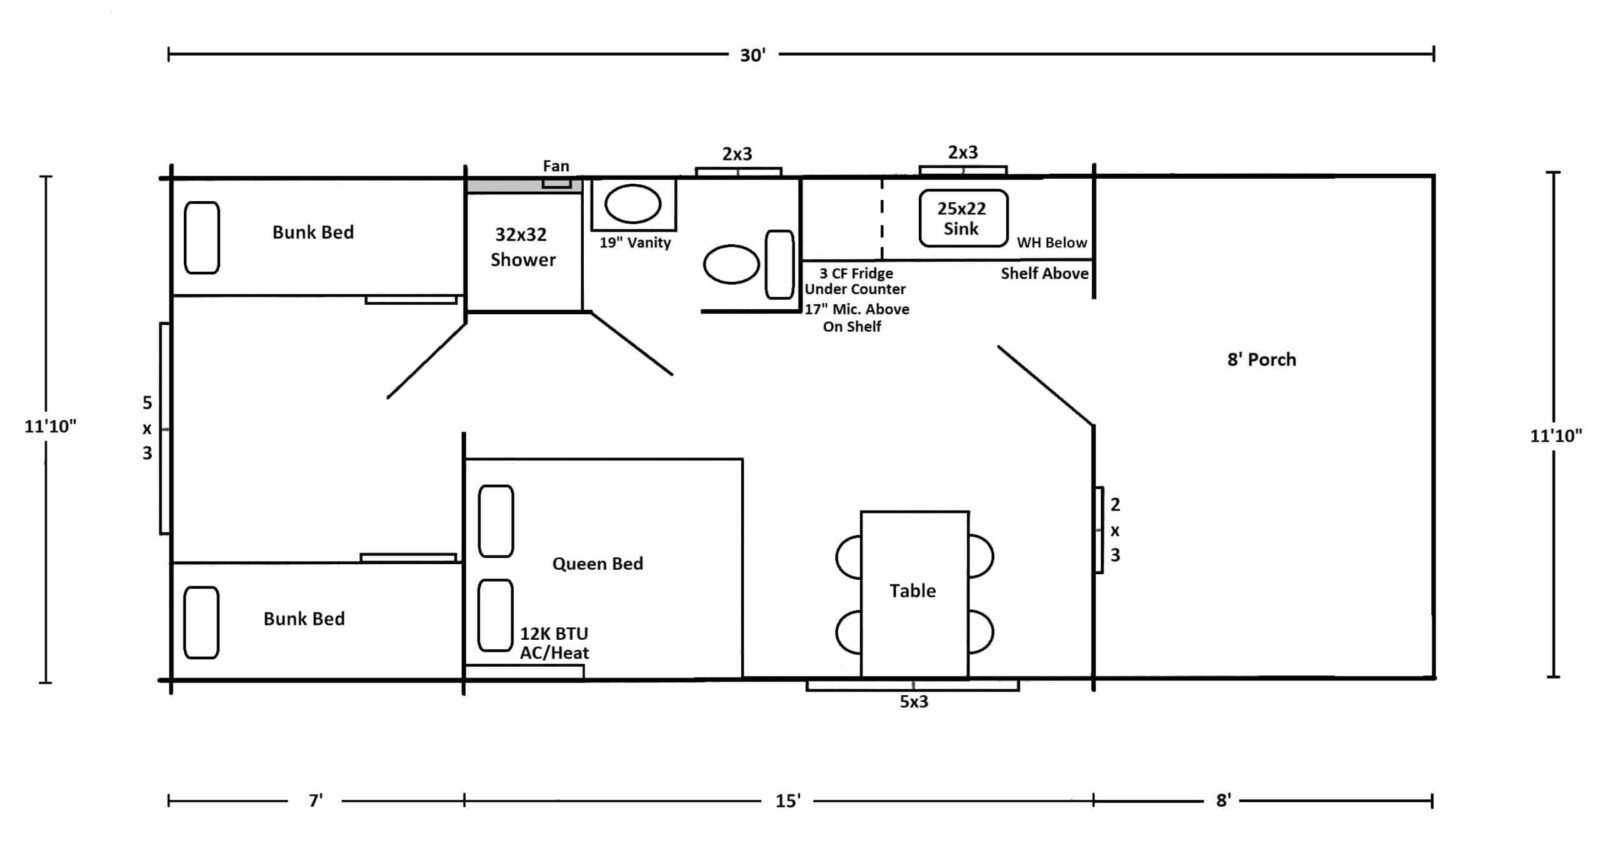 30'
Fan
2x3
2x3
Bunk Bed
32x32
Shower
19" Vanity
25x22
Sink
WH Below
3 CF Fridge
Under Counter
Shelf Above
17" Mic. Above
On Shelf
8' Porch
5
x
3
11'10"
11'10"
2
x
3
Queen Bed
Table
Bunk Bed
12K BTU
AC/Heat
5x3
7'
15'
8'